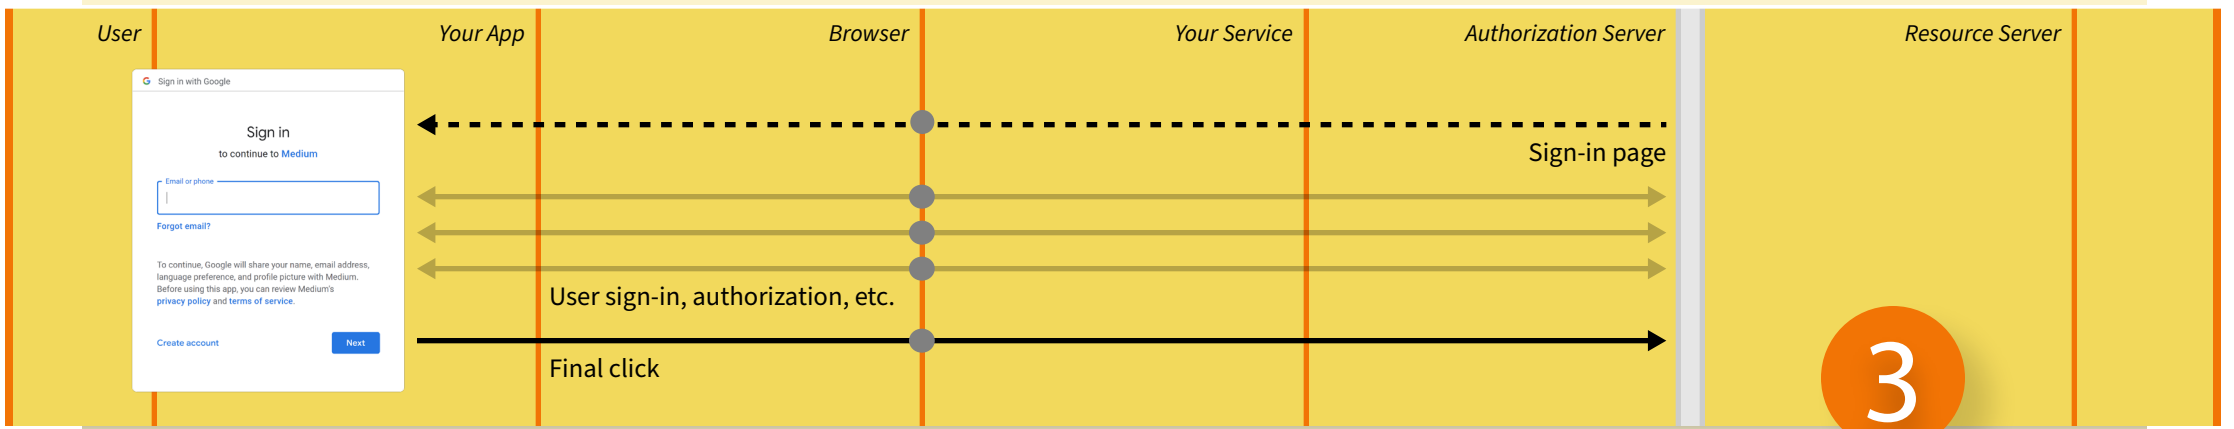 User
Your App
Browser
Your Service
Authorization Server
Resource Server
Sign in with Google
Sign in
to continue to Medium
Email or phone
Forgot email?
To continue, Google will share your name, email address,
language preference, and profile picture with Medium.
Before using this app, you can review Medium's
privacy policy and terms of service.
Create account
Next
Sign-in page
User sign-in, authorization, etc.
Final click
3